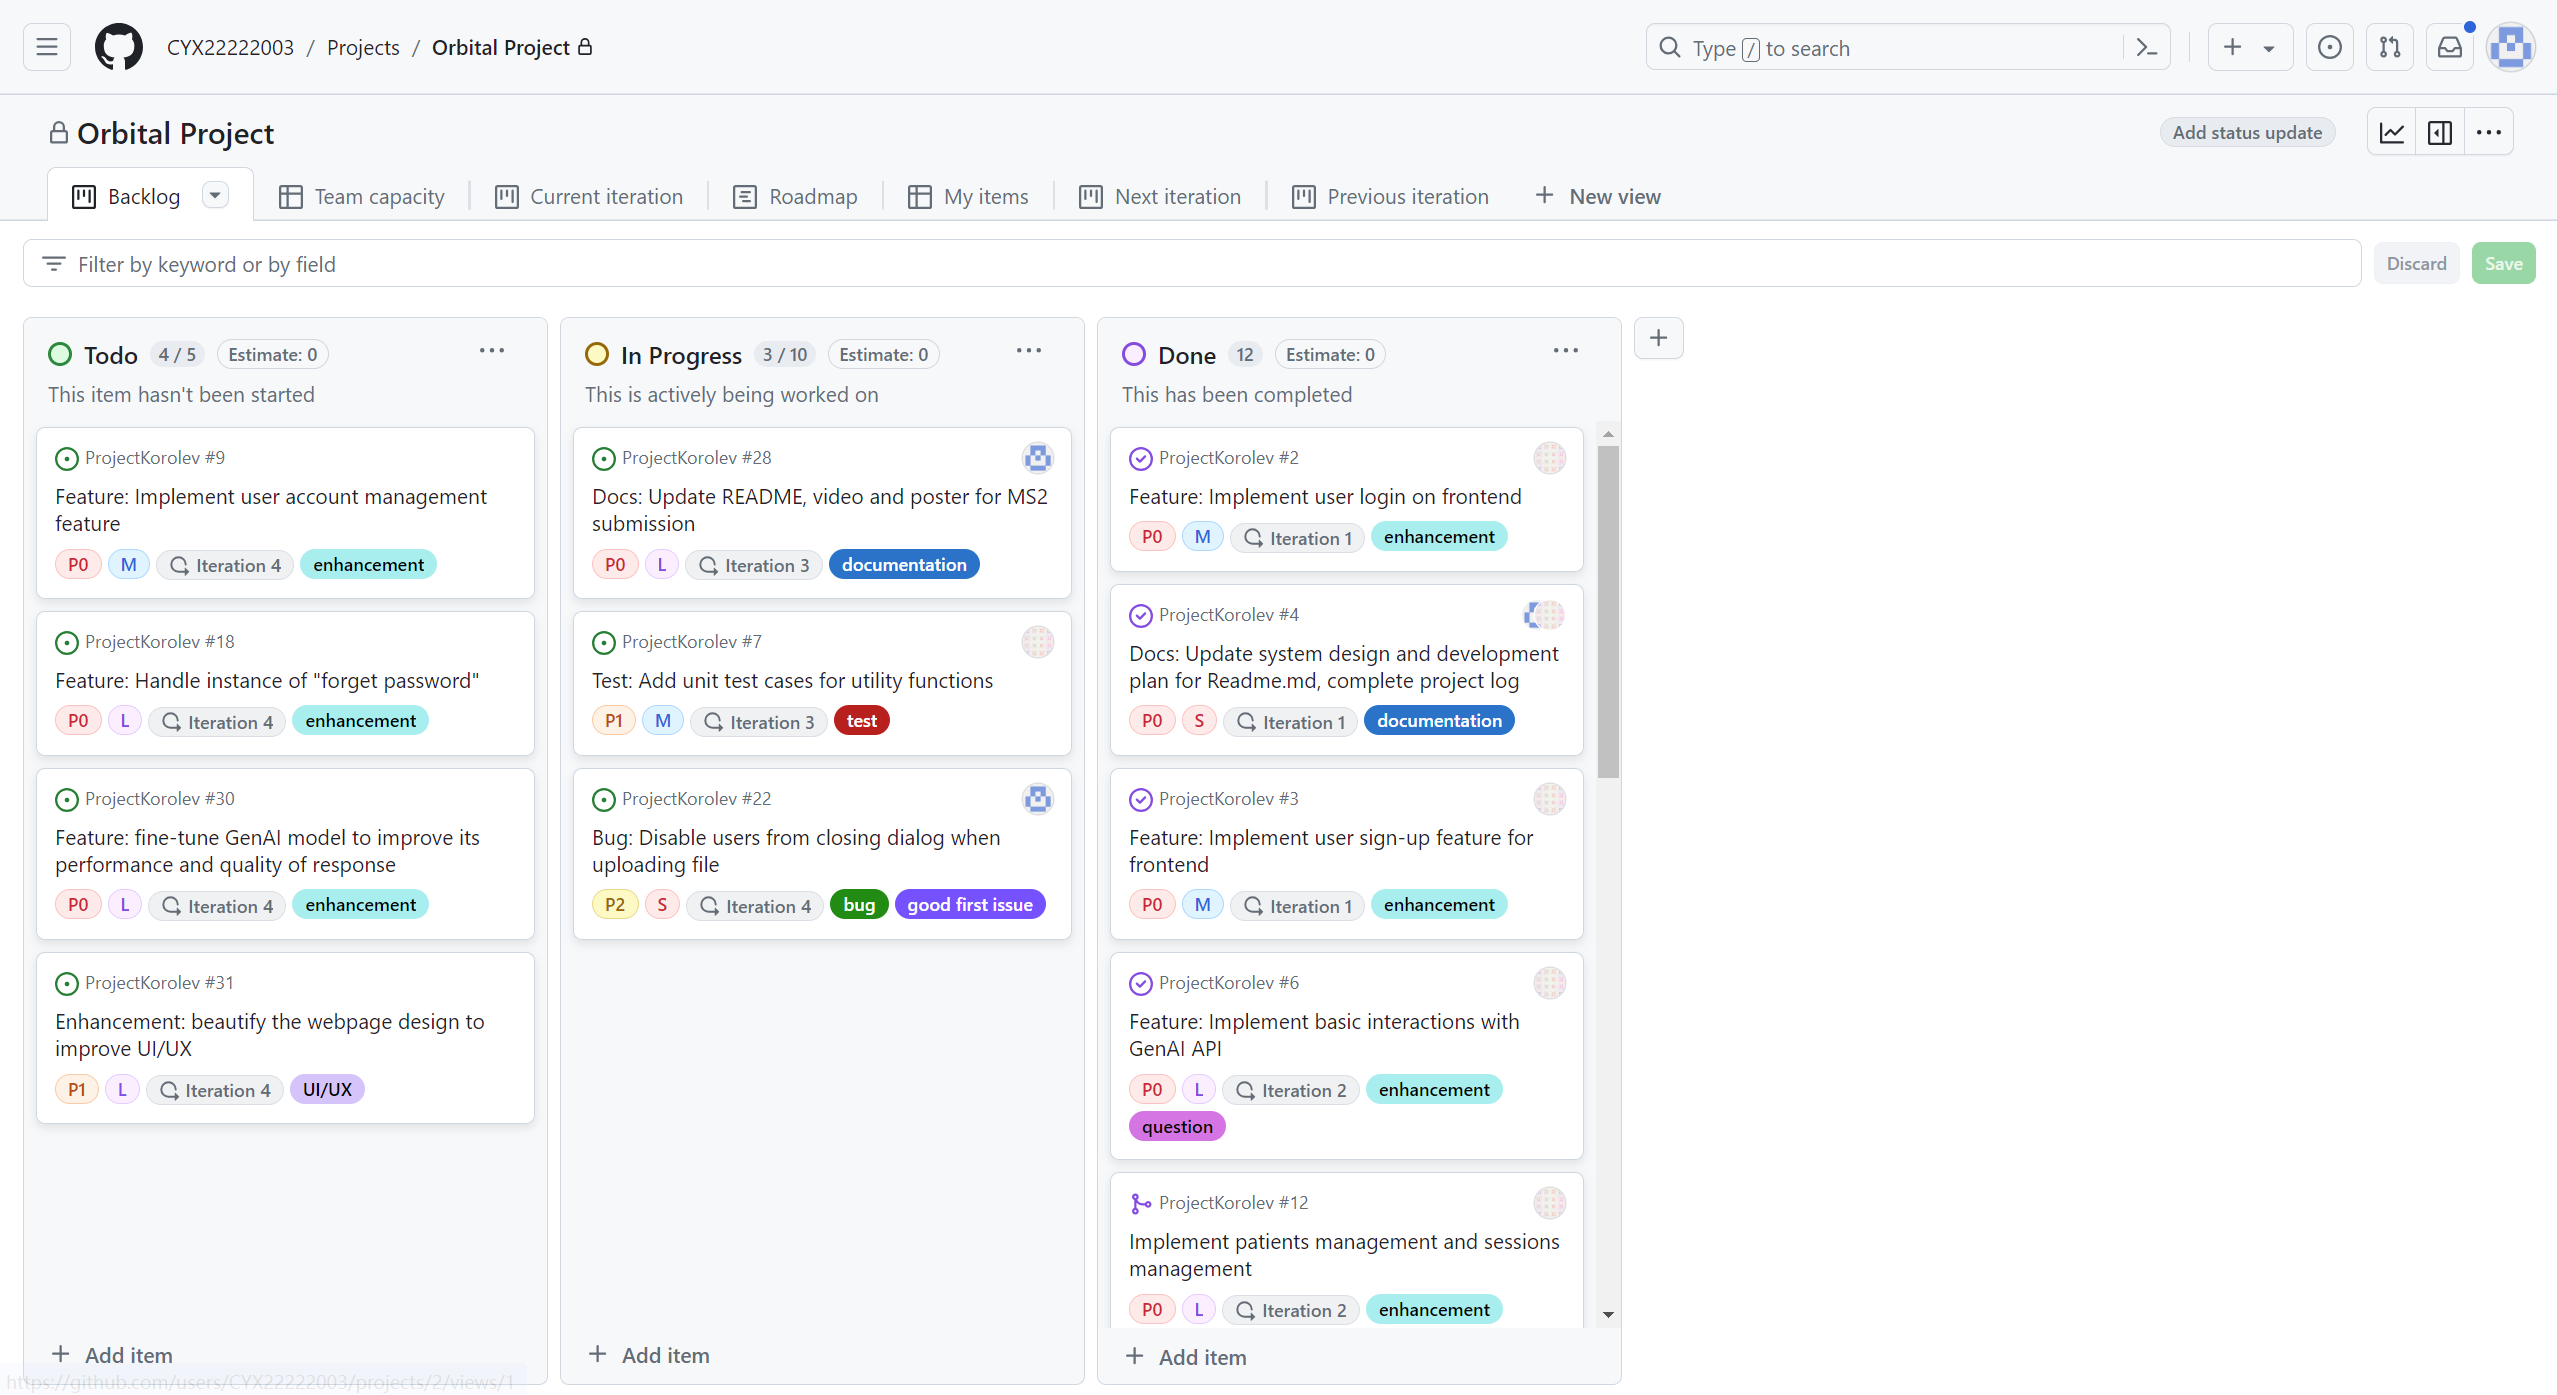 CYX22222003 / Projects / Orbital Project
Type / to search
Orbital Project
Add status update
Backlog
Team capacity
Current iteration
Roadmap
My items
Next iteration
Previous iteration
New view
Filter by keyword or by field
Discard
Save
Todo 4 / 5 Estimate: 0
This item hasn't been started
ProjectKorolev #9
Feature: Implement user account management
feature
P0 M Iteration 4 enhancement
ProjectKorolev #18
Feature: Handle instance of "forget password"
P0 L Iteration 4 enhancement
ProjectKorolev #30
Feature: fine-tune GenAI model to improve its
performance and quality of response
P0 L Iteration 4 enhancement
ProjectKorolev #31
Enhancement: beautify the webpage design to
improve UI/UX
P1 L Iteration 4 UI/UX
Add item
In Progress 3 / 10 Estimate: 0
This is actively being worked on
ProjectKorolev #28
Docs: Update README, video and poster for MS2
submission
P0 L Iteration 3 documentation
ProjectKorolev #7
Test: Add unit test cases for utility functions
P1 M Iteration 3 test
ProjectKorolev #22
Bug: Disable users from closing dialog when
uploading file
P2 S Iteration 4 bug good first issue
Add item
Done 12 Estimate: 0
This has been completed
ProjectKorolev #2
Feature: Implement user login on frontend
P0 M Iteration 1 enhancement
ProjectKorolev #4
Docs: Update system design and development
plan for Readme.md, complete project log
P0 S Iteration 1 documentation
ProjectKorolev #3
Feature: Implement user sign-up feature for
frontend
P0 M Iteration 1 enhancement
ProjectKorolev #6
Feature: Implement basic interactions with
GenAI API
P0 L Iteration 2 enhancement
question
ProjectKorolev #12
Implement patients management and sessions
management
P0 L Iteration 2 enhancement
Add item
https://github.com/users/CYX22222003/projects/2/views/1